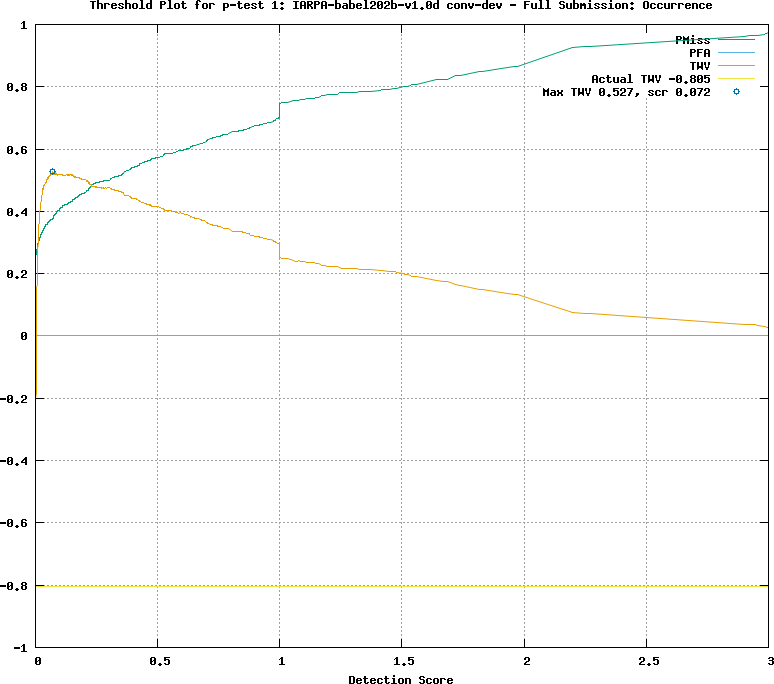 Threshold Plot for p-test 1: IARPA-babel202b-v1.0d conv-dev - Full Submission: Occurrence
PMiss
PFA
TWV
Actual TWV -0.805
Max TWV 0.527, scr 0.072
1
0.8
0.6
0.4
0.2
0
-0.2
-0.4
-0.6
-0.8
-1
0 0.5 1 1.5 2 2.5 3
Detection Score